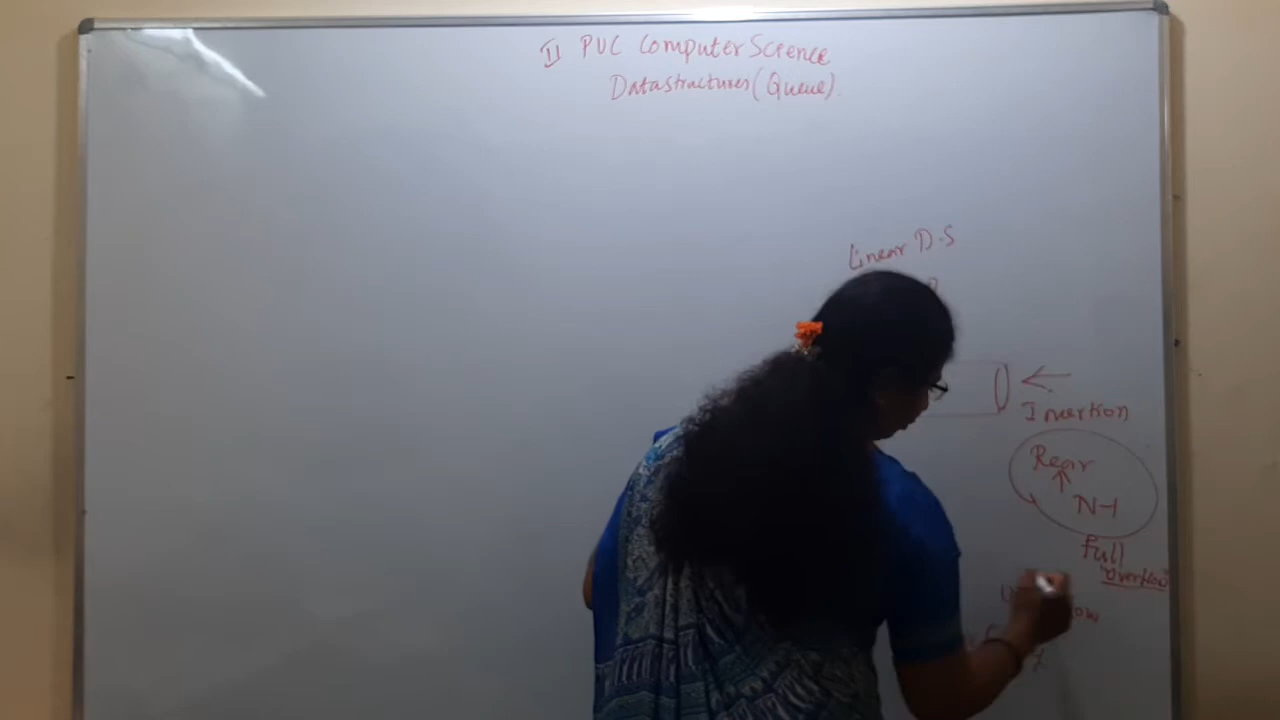 II PUC Computer Science
Datastructures (Queue).
Linear D.S
Insertion
Rear
N-1
Full
"Overflow"